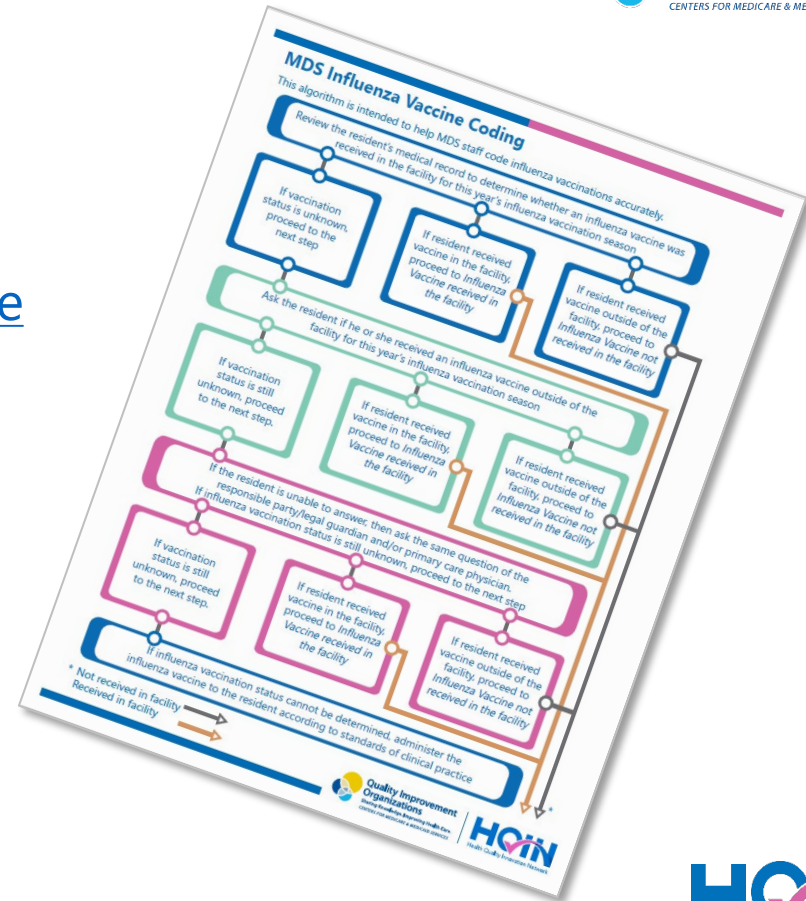 CENTERS FOR MEDICARE & ME
e
MDS Influenza Vaccine Coding
This algorithm is intended to help MDS staff code influenza vaccinations accurately.
Review the resident's medical record to determine whether an influenza vaccine was
received in the facility for this year's influenza vaccination season
If vaccination
status is unknown,
proceed to the
next step
If resident received
vaccine in the facility,
proceed to Influenza
Vaccine received in
the facility
If resident received
vaccine outside of the
facility, proceed to
Influenza Vaccine not
received in the facility
Ask the resident if he or she received an influenza vaccine outside of the
facility for this year's influenza vaccination season
If vaccination
status is still
unknown, proceed
to the next step.
If resident received
vaccine in the facility,
proceed to Influenza
Vaccine received in
the facility
If resident received
vaccine outside of the
facility, proceed to
Influenza Vaccine not
received in the facility
If the resident is unable to answer, then ask the same question of the
responsible party/legal guardian and/or primary care physician.
If influenza vaccination status is still unknown, proceed to the next step
If vaccination
status is still
unknown, proceed
to the next step.
If resident received
vaccine in the facility,
proceed to Influenza
Vaccine received in
the facility
If resident received
vaccine outside of the
facility, proceed to
Influenza Vaccine not
received in the facility
If influenza vaccination status cannot be determined, administer the
influenza vaccine to the resident according to standards of clinical practice
* Not received in facility
Received in facility
*
Quality Improvement
Organizations
Sharing Knowledge. Improving Health Care.
CENTERS FOR MEDICARE & MEDICAID SERVICES
HQIN
Health Quality Innovation Network
HQ